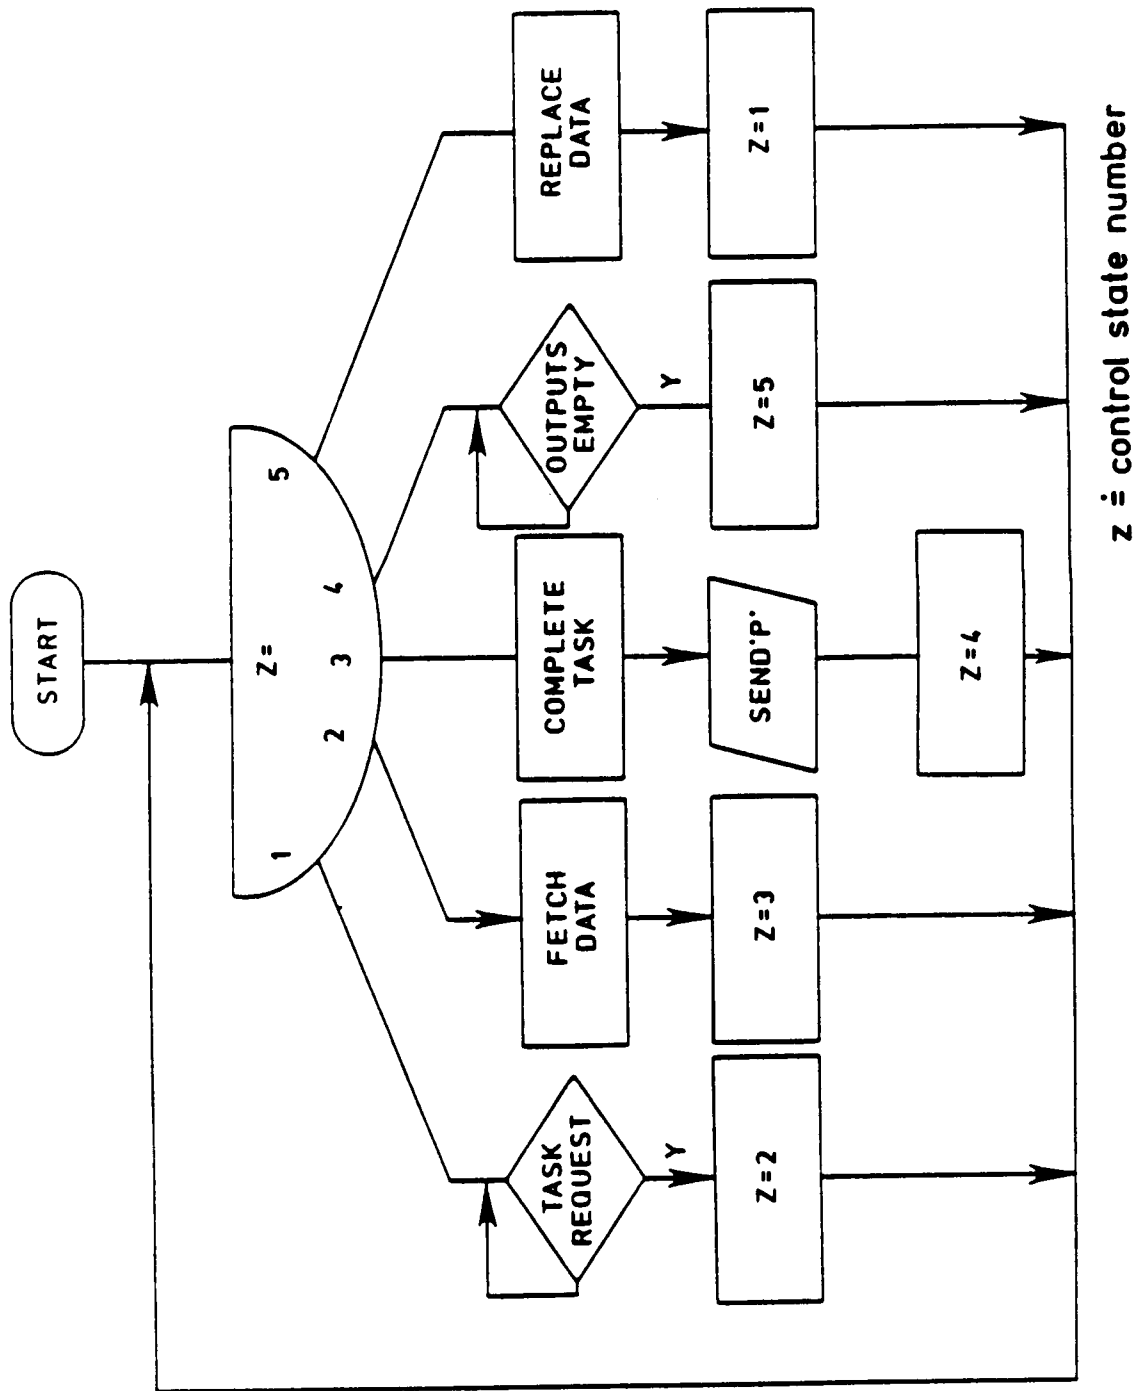 START
Z=
1
2
3
4
5
TASK
REQUEST
Y
Z=2
FETCH
DATA
Z=3
COMPLETE
TASK
SEND'P'
Z=4
OUTPUTS
EMPTY
Y
Z=5
REPLACE
DATA
Z=1
z ≐ control state number